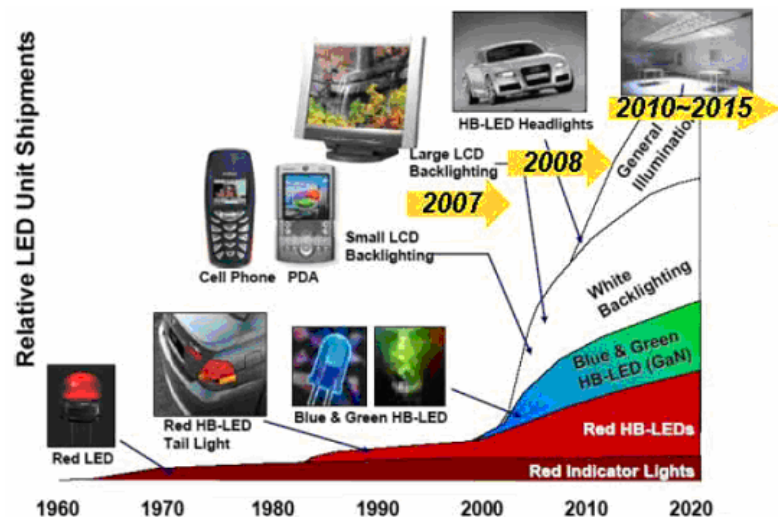 Relative LED Unit Shipments
2010~2015
HB-LED Headlights
General
Illumination
Large LCD
Backlighting
2008
2007
Small LCD
Backlighting
Cell Phone
PDA
White
Backlighting
Blue & Green
HB-LED (GaN)
Red HB-LED
Tail Light
Blue & Green HB-LED
Red LED
Red HB-LEDs
Red Indicator Lights
1960 1970 1980 1990 2000 2010 2020